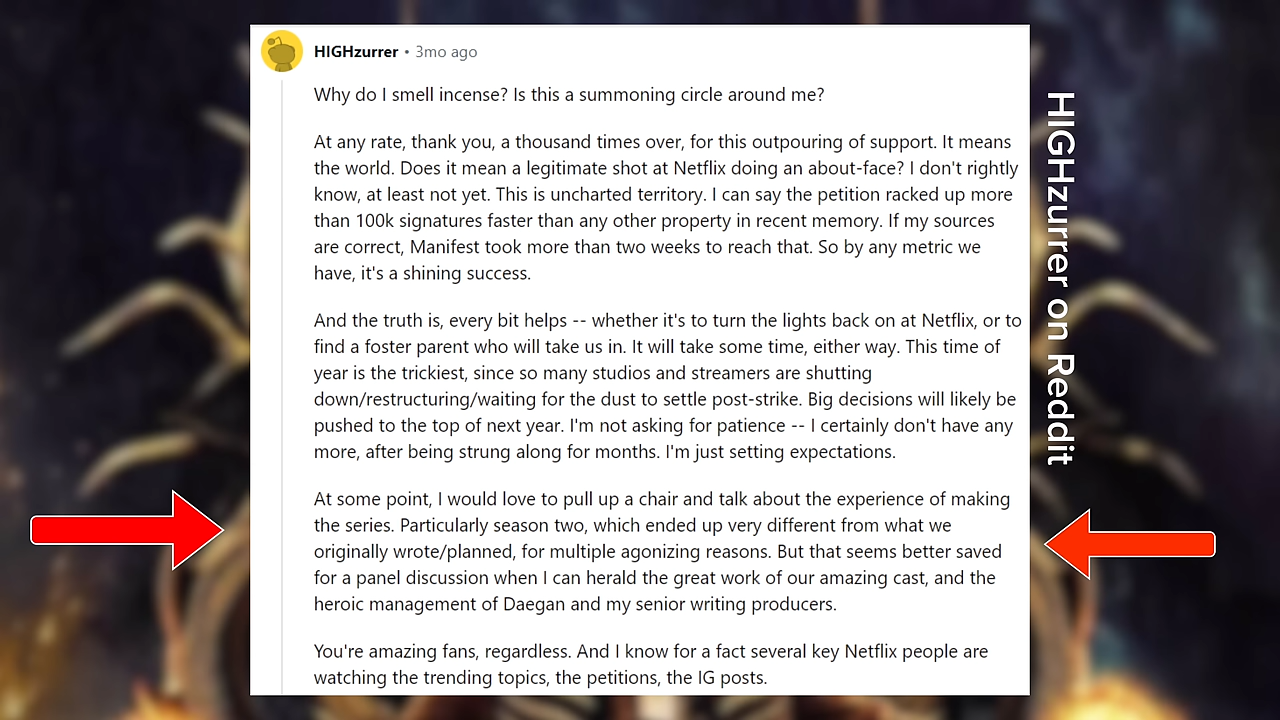 HIGHzurrer • 3mo ago
Why do I smell incense? Is this a summoning circle around me?
At any rate, thank you, a thousand times over, for this outpouring of support. It means
the world. Does it mean a legitimate shot at Netflix doing an about-face? I don't rightly
know, at least not yet. This is uncharted territory. I can say the petition racked up more
than 100k signatures faster than any other property in recent memory. If my sources
are correct, Manifest took more than two weeks to reach that. So by any metric we
have, it's a shining success.
And the truth is, every bit helps -- whether it's to turn the lights back on at Netflix, or to
find a foster parent who will take us in. It will take some time, either way. This time of
year is the trickiest, since so many studios and streamers are shutting
down/restructuring/waiting for the dust to settle post-strike. Big decisions will likely be
pushed to the top of next year. I'm not asking for patience -- I certainly don't have any
more, after being strung along for months. I'm just setting expectations.
At some point, I would love to pull up a chair and talk about the experience of making
the series. Particularly season two, which ended up very different from what we
originally wrote/planned, for multiple agonizing reasons. But that seems better saved
for a panel discussion when I can herald the great work of our amazing cast, and the
heroic management of Daegan and my senior writing producers.
You're amazing fans, regardless. And I know for a fact several key Netflix people are
watching the trending topics, the petitions, the IG posts.
HIGHzurrer on Reddit